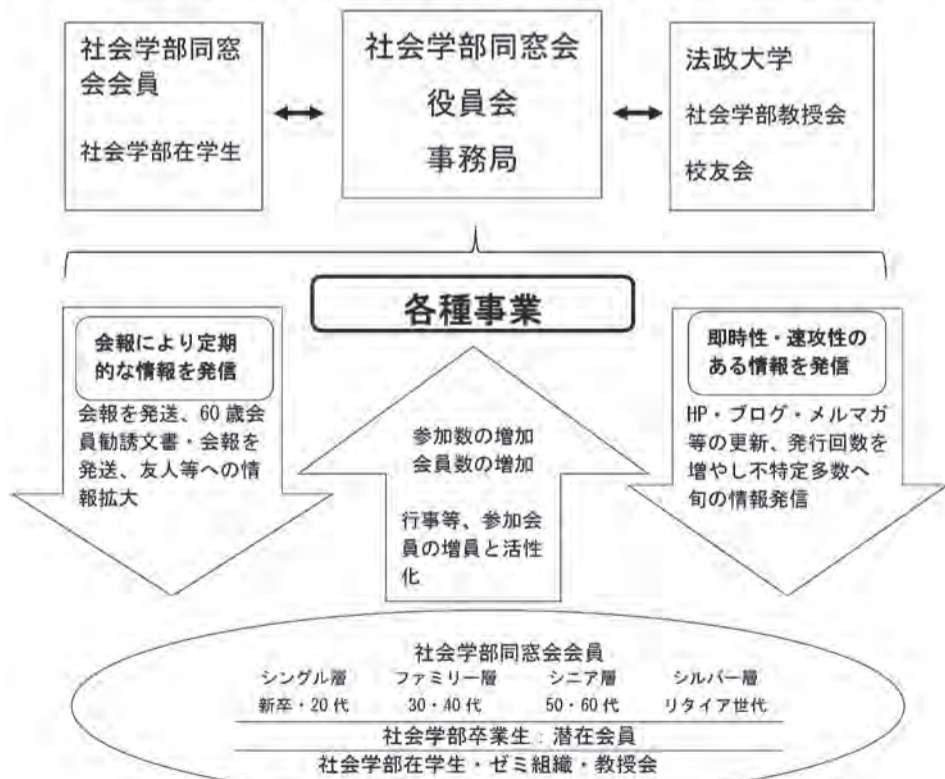 社会学部同窓
会会員
社会学部在学生
社会学部同窓会
役員会
事務局
法政大学
社会学部教授会
校友会
各種事業
会報により定期
的な情報を発信
会報を発送、60歳会
員勧誘文書・会報を
発送、友人等への情
報拡大
参加数の増加
会員数の増加
行事等、参加会
員の増員と活性
化
即時性・速攻性の
ある情報を発信
HP・ブログ・メルマガ
等の更新、発行回数を
増やし不特定多数へ
旬の情報発信
社会学部同窓会会員
シングル層 ファミリー層 シニア層 シルバー層
新卒・20代 30・40代 50・60代 リタイア世代
社会学部卒業生：潜在会員
社会学部在学生・ゼミ組織・教授会